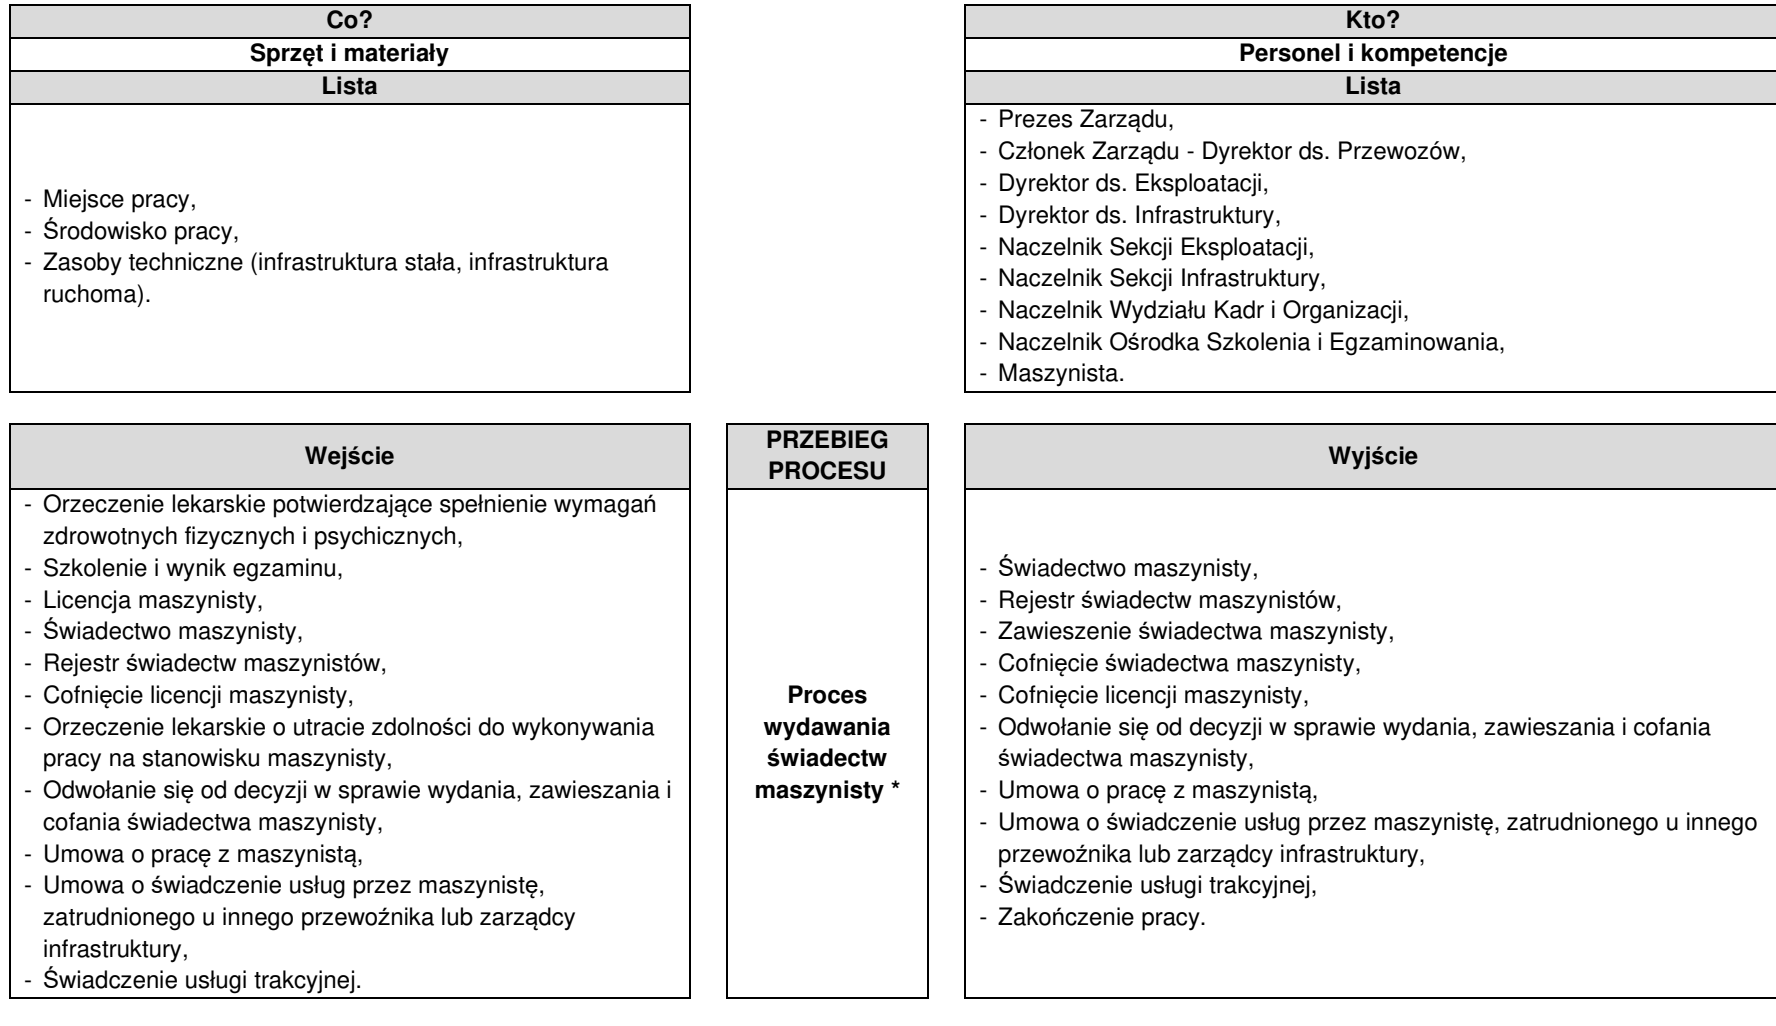 Co?
Sprzęt i materiały
Lista
- Miejsce pracy,
- Środowisko pracy,
- Zasoby techniczne (infrastruktura stała, infrastruktura
ruchoma).
Kto?
Personel i kompetencje
Lista
- Prezes Zarządu,
- Członek Zarządu - Dyrektor ds. Przewozów,
- Dyrektor ds. Eksploatacji,
- Dyrektor ds. Infrastruktury,
- Naczelnik Sekcji Eksploatacji,
- Naczelnik Sekcji Infrastruktury,
- Naczelnik Wydziału Kadr i Organizacji,
- Naczelnik Ośrodka Szkolenia i Egzaminowania,
- Maszynista.
Wejście
- Orzeczenie lekarskie potwierdzające spełnienie wymagań
zdrowotnych fizycznych i psychicznych,
- Szkolenie i wynik egzaminu,
- Licencja maszynisty,
- Świadectwo maszynisty,
- Rejestr świadectw maszynistów,
- Cofnięcie licencji maszynisty,
- Orzeczenie lekarskie o utracie zdolności do wykonywania
pracy na stanowisku maszynisty,
- Odwołanie się od decyzji w sprawie wydania, zawieszania i
cofania świadectwa maszynisty,
- Umowa o pracę z maszynistą,
- Umowa o świadczenie usług przez maszynistę,
zatrudnionego u innego przewoźnika lub zarządcy
infrastruktury,
- Świadczenie usługi trakcyjnej.
PRZEBIEG
PROCESU
Proces
wydawania
świadectw
maszynisty *
Wyjście
- Świadectwo maszynisty,
- Rejestr świadectw maszynistów,
- Zawieszenie świadectwa maszynisty,
- Cofnięcie świadectwa maszynisty,
- Cofnięcie licencji maszynisty,
- Odwołanie się od decyzji w sprawie wydania, zawieszania i cofania
świadectwa maszynisty,
- Umowa o pracę z maszynistą,
- Umowa o świadczenie usług przez maszynistę, zatrudnionego u innego
przewoźnika lub zarządcy infrastruktury,
- Świadczenie usługi trakcyjnej,
- Zakończenie pracy.